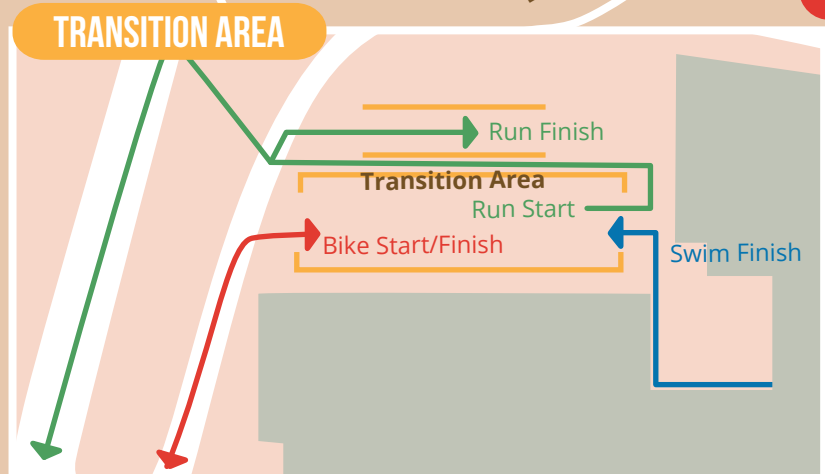 TRANSITION AREA
Run Finish
Transition Area
Run Start
Bike Start/Finish
Swim Finish